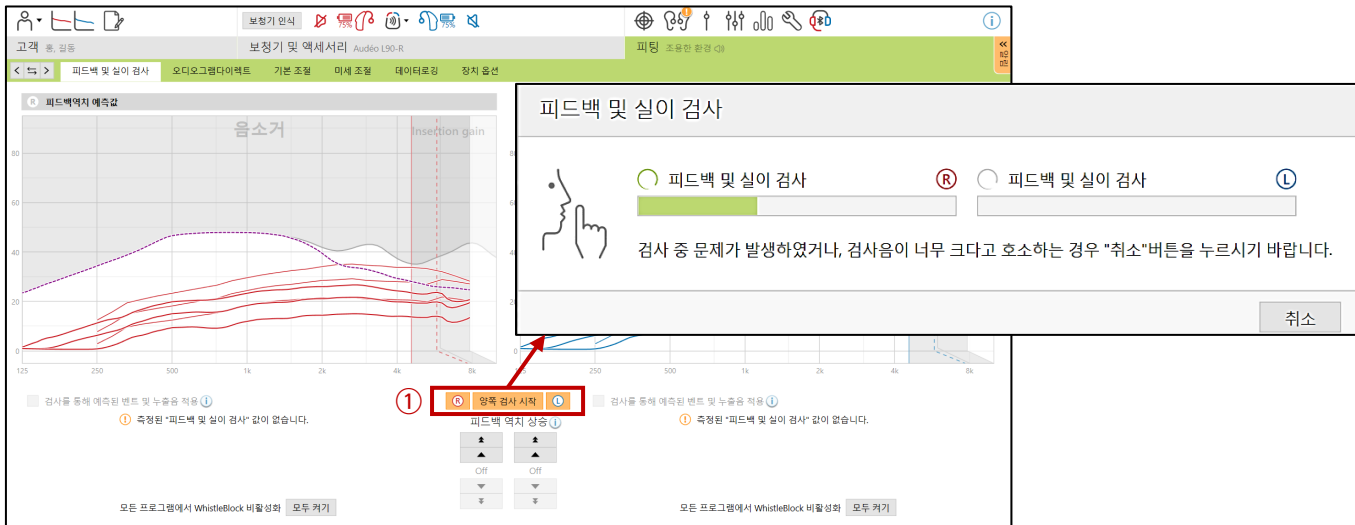 보청기 인식
75%
75%
고객 홍, 길동
보청기 및 액세서리 Audéo L90-R
피팅 조용한 환경
알림
피드백 및 실이 검사
오디오그램다이렉트
기본 조절
미세 조절
데이터로깅
장치 옵션
R 피드백역치 예측값
음소거
Insection gain
80
60
40
20
0
125 250 500 1k 2k 4k 8k
피드백 및 실이 검사
피드백 및 실이 검사 R
피드백 및 실이 검사 L
검사 중 문제가 발생하였거나, 검사음이 너무 크다고 호소하는 경우 "취소"버튼을 누르시기 바랍니다.
취소
0
250 500 1k 2k 4k 8k
① R 양쪽 검사 시작 L
검사를 통해 예측된 벤트 및 누출음 적용
측정된 "피드백 및 실이 검사" 값이 없습니다.
피드백 역치 상승
Off Off
검사를 통해 예측된 벤트 및 누출음 적용
측정된 "피드백 및 실이 검사" 값이 없습니다.
모든 프로그램에서 WhistleBlock 비활성화 모두 켜기
모든 프로그램에서 WhistleBlock 비활성화 모두 켜기